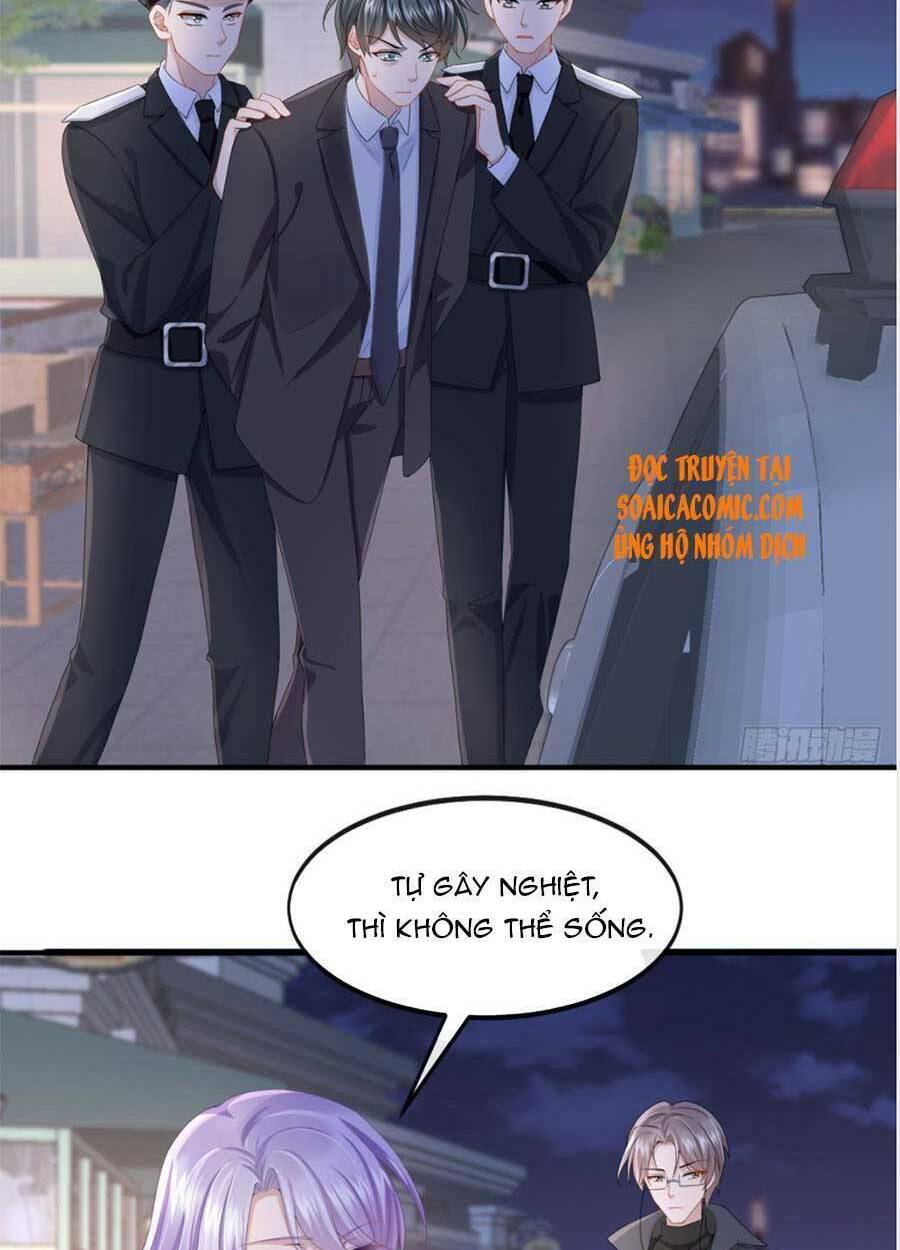 ĐỌC TRUYỆN TẠI
SOAICACOMIC.COM
ỦNG HỘ NHÓM DỊCH
腾讯动漫
TỰ GÂY NGHIỆT,
THÌ KHÔNG THỂ SỐNG.